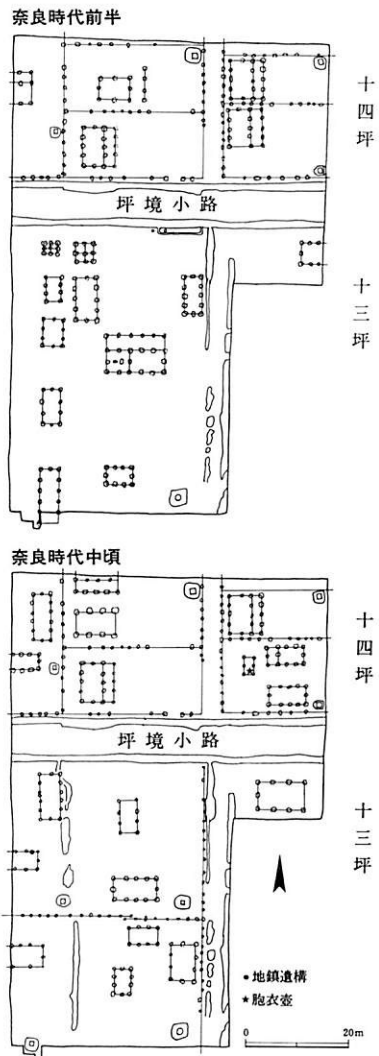 奈良時代前半
十四坪
坪境小路
十三坪
奈良時代中頃
十四坪
坪境小路
十三坪
• 地鎮遺構
★ 胞衣壺
0 20m